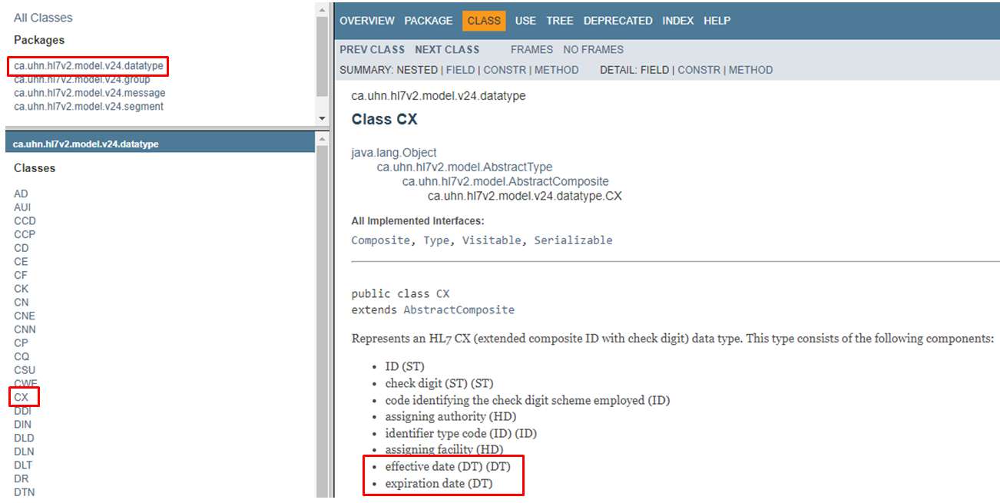 All Classes
Packages
ca.uhn.hl7v2.model.v24.datatype
ca.uhn.hl7v2.model.v24.group
ca.uhn.hl7v2.model.v24.message
ca.uhn.hl7v2.model.v24.segment
ca.uhn.hl7v2.model.v24.datatype
Classes
AD
AUI
CCD
CCP
CD
CE
CF
CK
CN
CNE
CNN
CP
CQ
CSU
CWE
CX
DDI
DIN
DLD
DLN
DLT
DR
DTN
OVERVIEW PACKAGE CLASS USE TREE DEPRECATED INDEX HELP
PREV CLASS NEXT CLASS FRAMES NO FRAMES
SUMMARY: NESTED | FIELD | CONSTR | METHOD DETAIL: FIELD | CONSTR | METHOD
ca.uhn.hl7v2.model.v24.datatype
Class CX
java.lang.Object
ca.uhn.hl7v2.model.AbstractType
ca.uhn.hl7v2.model.AbstractComposite
ca.uhn.hl7v2.model.v24.datatype.CX
All Implemented Interfaces:
Composite, Type, Visitable, Serializable
public class CX
extends AbstractComposite
Represents an HL7 CX (extended composite ID with check digit) data type. This type consists of the following components:
• ID (ST)
• check digit (ST) (ST)
• code identifying the check digit scheme employed (ID)
• assigning authority (HD)
• identifier type code (ID) (ID)
• assigning facility (HD)
• effective date (DT) (DT)
• expiration date (DT)